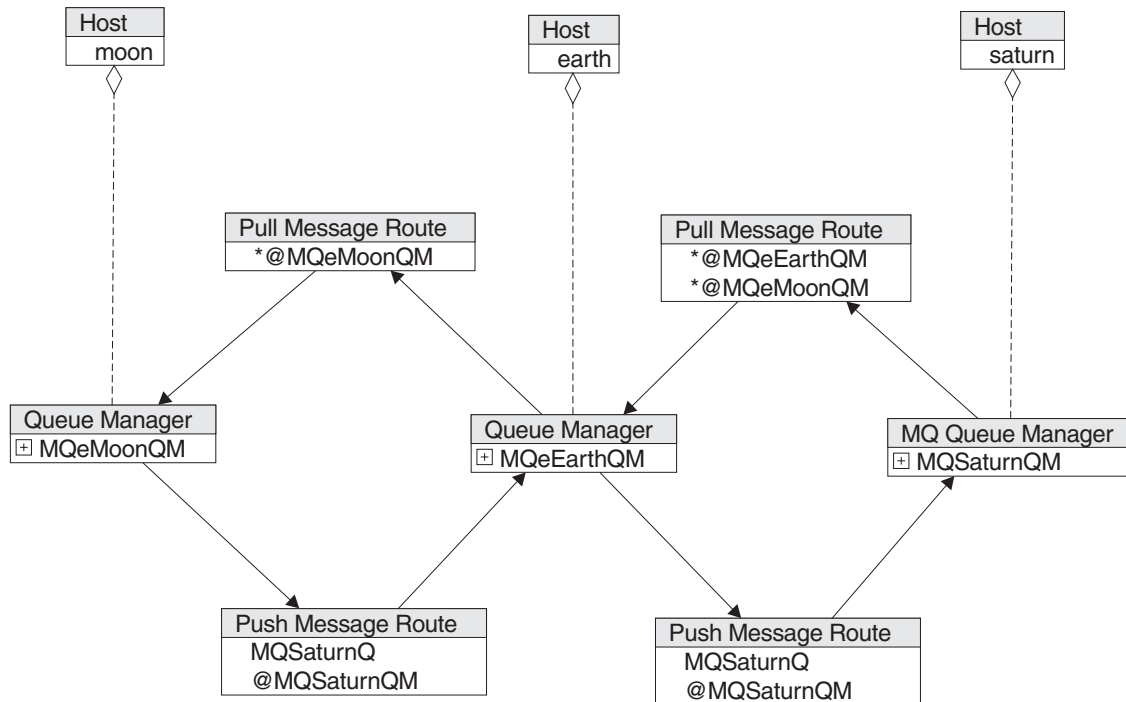 Host
moon
Host
earth
Host
saturn
Pull Message Route
*@MQeMoonQM
Pull Message Route
*@MQeEarthQM
*@MQeMoonQM
Queue Manager
MQeMoonQM
Queue Manager
MQeEarthQM
MQ Queue Manager
MQSaturnQM
Push Message Route
MQSaturnQ
@MQSaturnQM
Push Message Route
MQSaturnQ
@MQSaturnQM